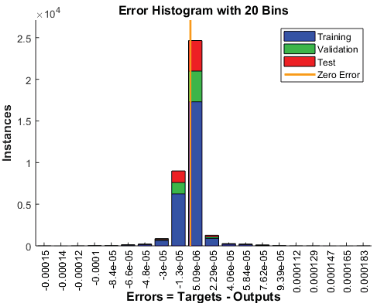 Error Histogram with 20 Bins
×10⁴
2.5
2
1.5
1
0.5
0
Instances
Training
Validation
Test
Zero Error
-0.00015
-0.00014
-0.00012
-0.0001
-8.4e-05
-6.6e-05
-4.8e-05
-3e-05
-1.3e-05
5.09e-06
2.29e-05
4.06e-05
5.84e-05
7.62e-05
9.39e-05
0.000112
0.000129
0.000147
0.000165
0.000183
Errors = Targets - Outputs